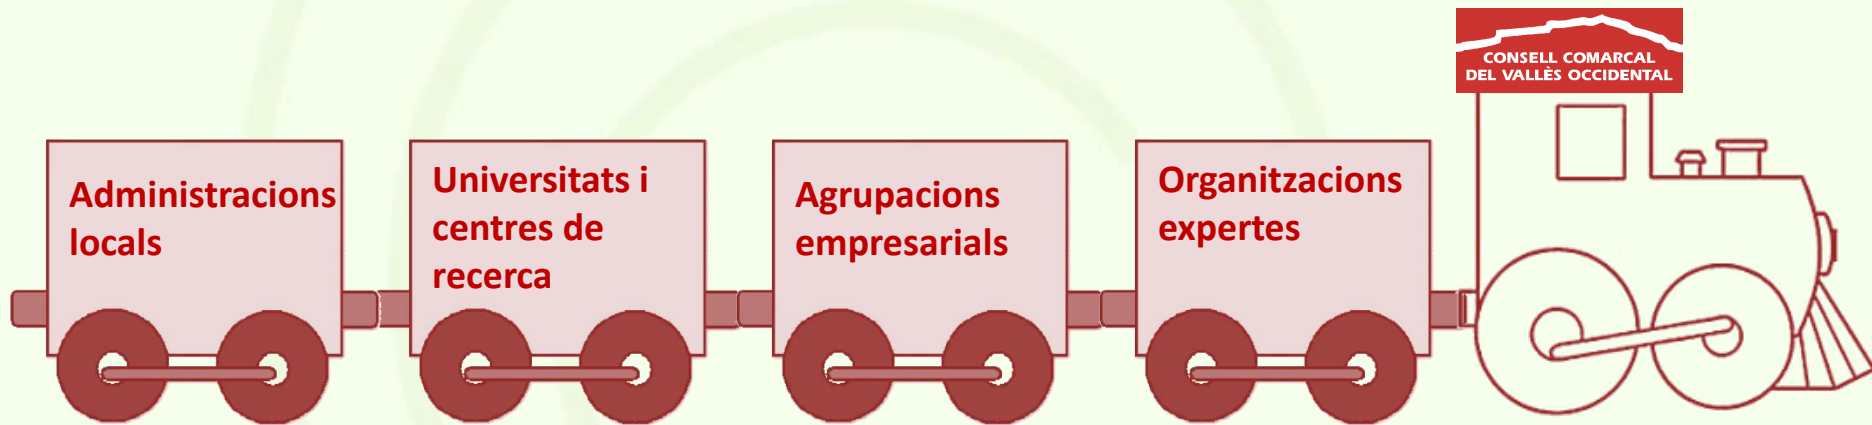 CONSELL COMARCAL
DEL VALLÈS OCCIDENTAL
Administracions
locals
Universitats i
centres de
recerca
Agrupacions
empresarials
Organitzacions
expertes